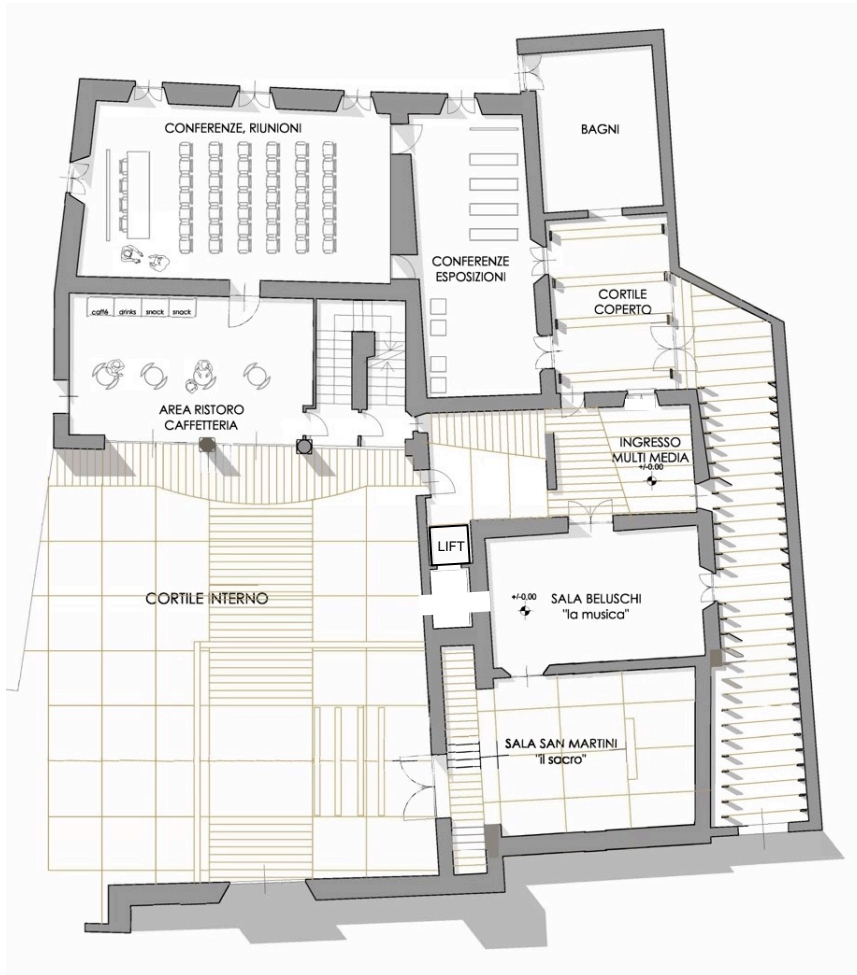 CONFERENZE, RIUNIONI
BAGNI
CONFERENZE
ESPOSIZIONI
CORTILE
COPERTO
caffé drinks snack snack
AREA RISTORO
CAFFETTERIA
INGRESSO
MULTI MEDIA
+/-0.00
LIFT
CORTILE INTERNO
+/-0,00
SALA BELUSCHI
"la musica"
SALA SAN MARTINI
"il sacro"